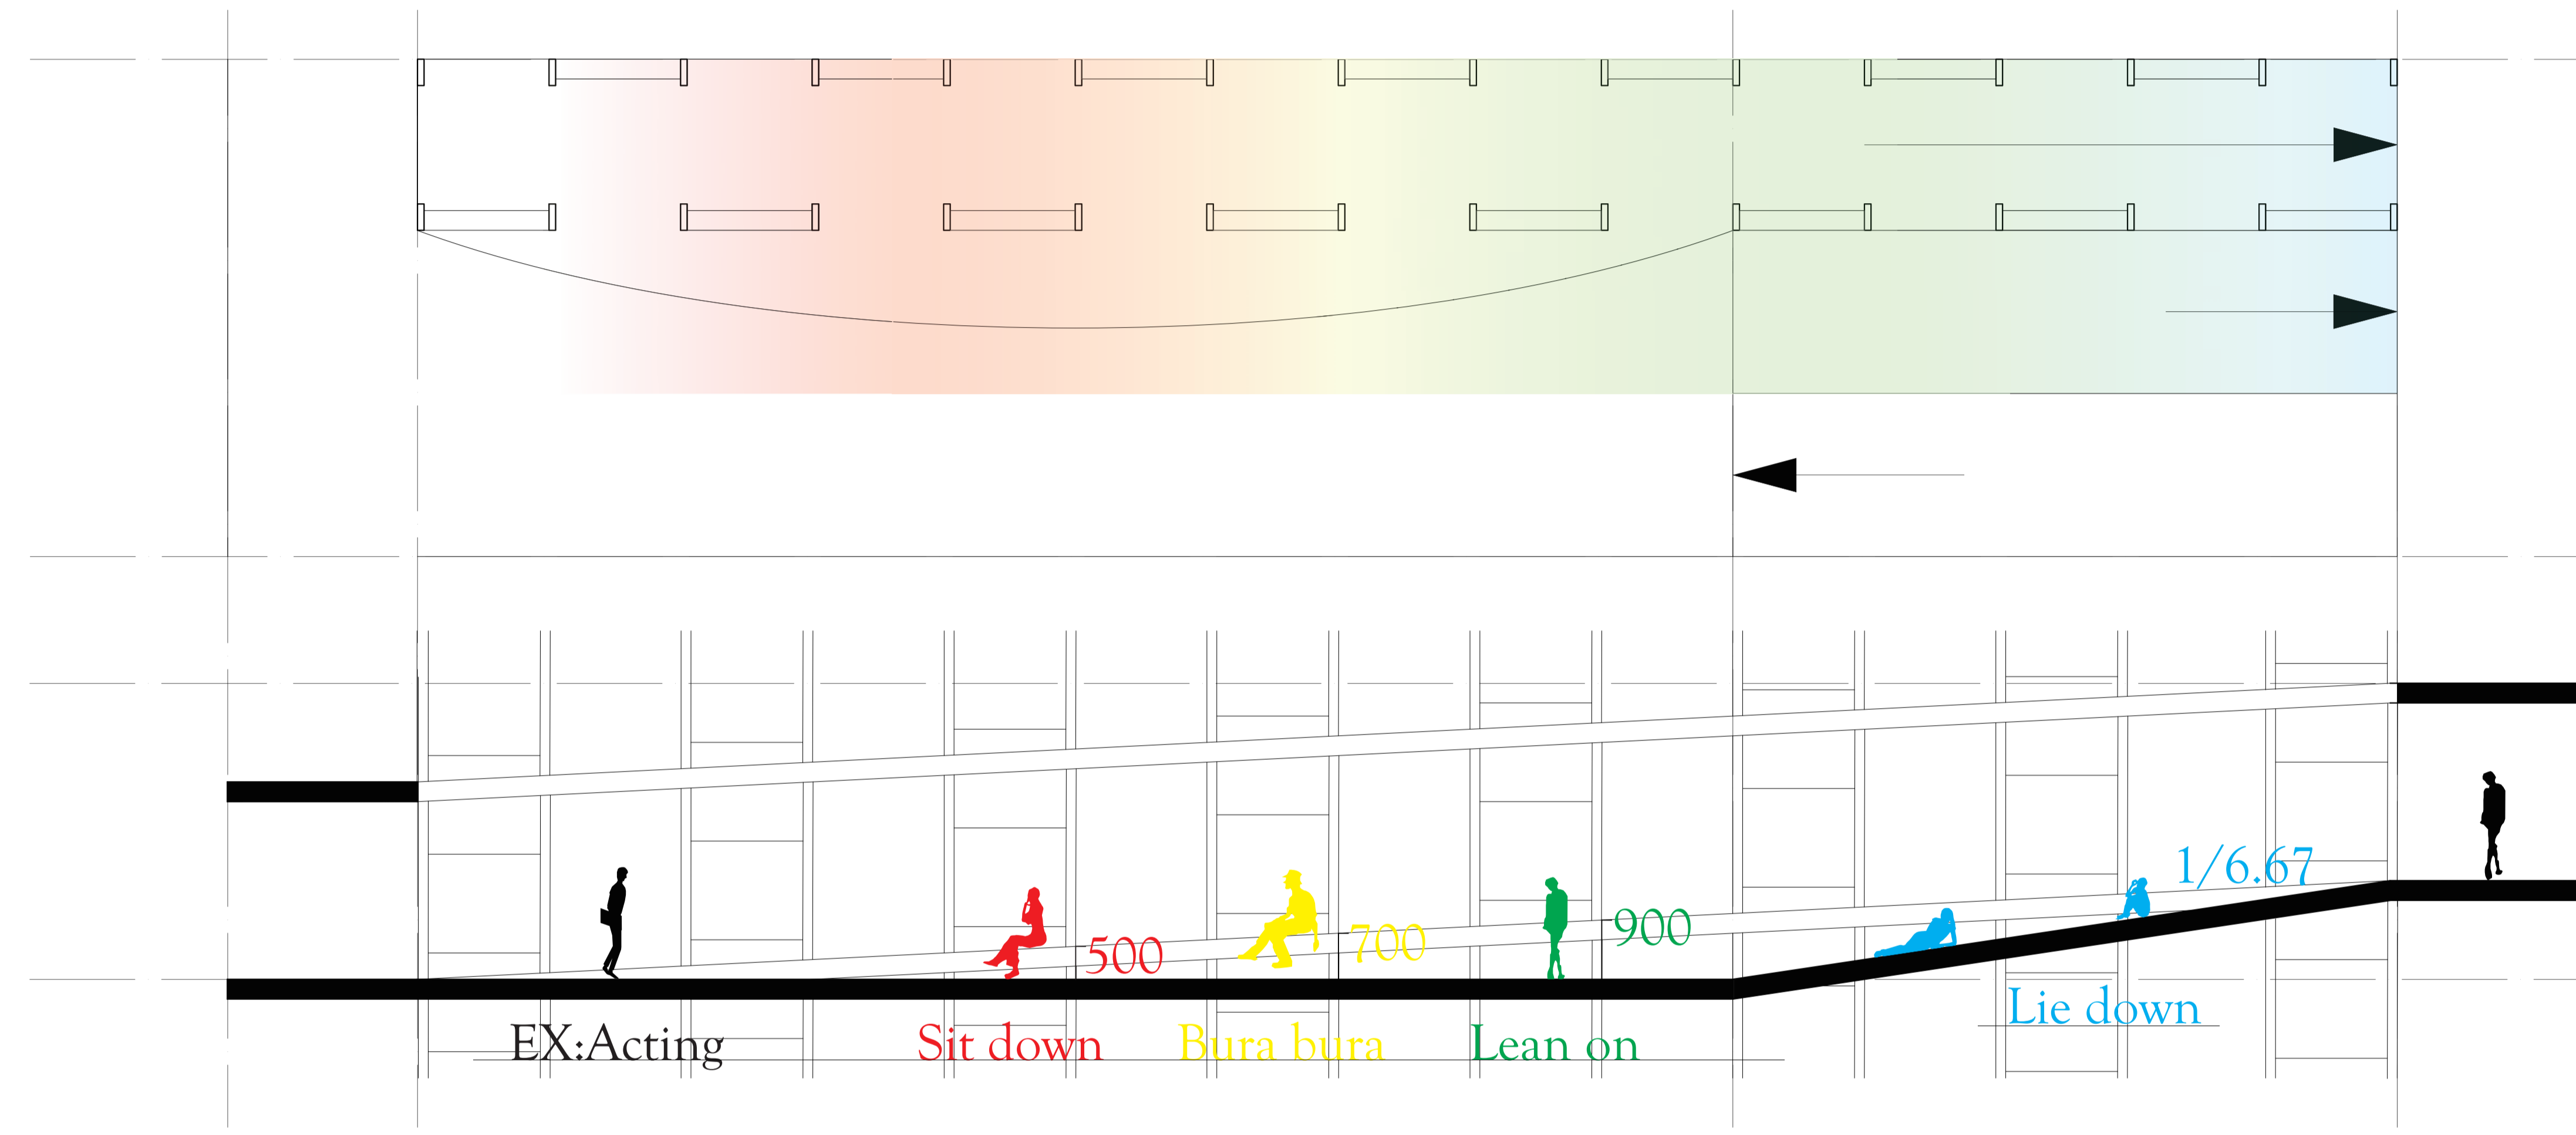 1/6.67
500
700
900
EX:Acting
Sit down
Bura bura
Lean on
Lie down